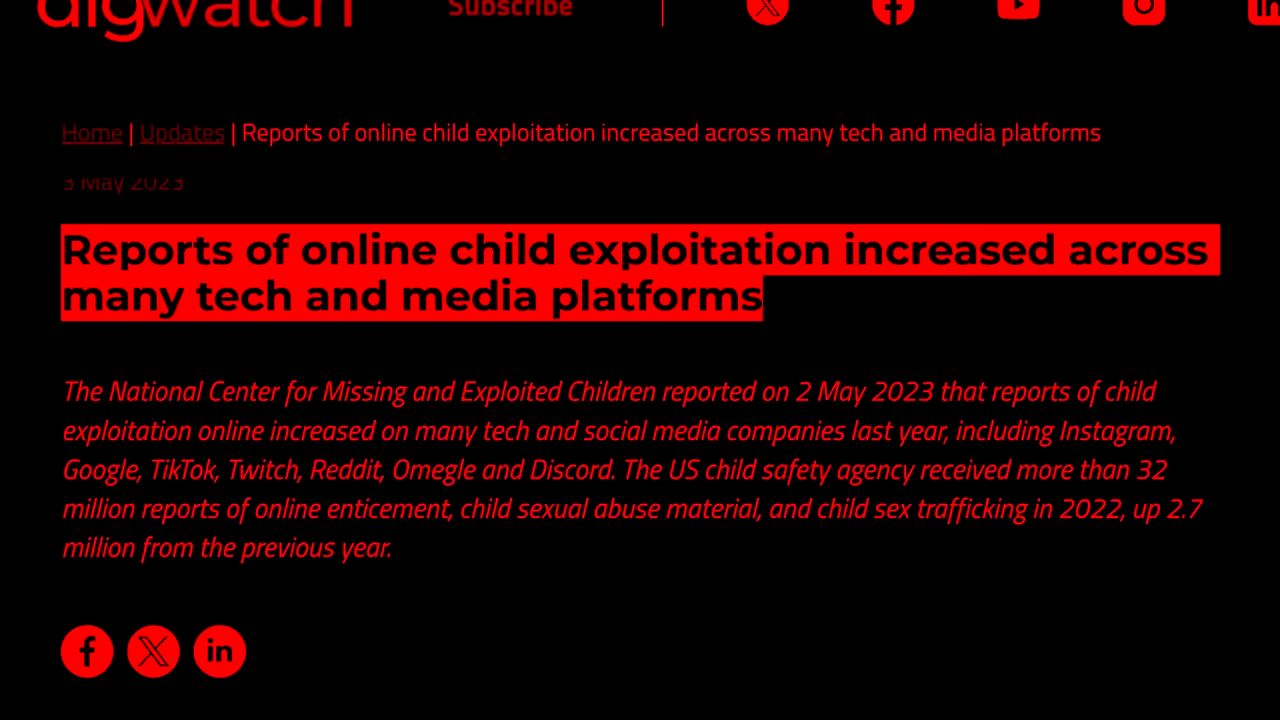 digwatch Subscribe
Home | Updates | Reports of online child exploitation increased across many tech and media platforms
3 May 2023
Reports of online child exploitation increased across
many tech and media platforms
The National Center for Missing and Exploited Children reported on 2 May 2023 that reports of child
exploitation online increased on many tech and social media companies last year, including Instagram,
Google, TikTok, Twitch, Reddit, Omegle and Discord. The US child safety agency received more than 32
million reports of online enticement, child sexual abuse material, and child sex trafficking in 2022, up 2.7
million from the previous year.